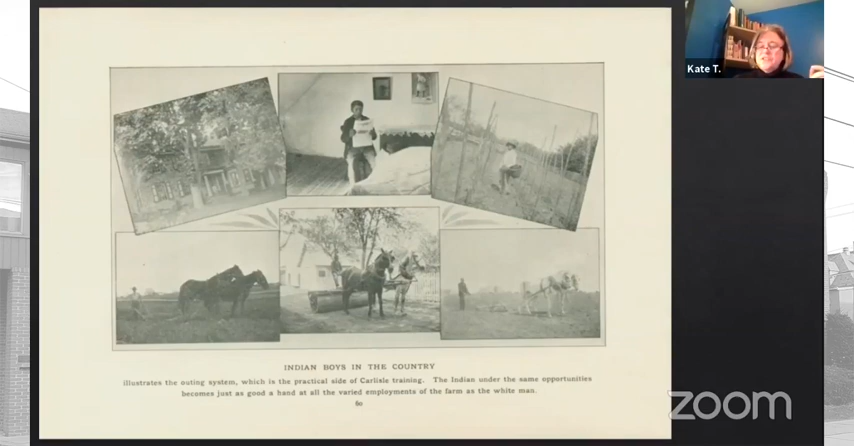 Kate T.
INDIAN BOYS IN THE COUNTRY
illustrates the outing system, which is the practical side of Carlisle training. The Indian under the same opportunities
becomes just as good a hand at all the varied employments of the farm as the white man.
60
zoom